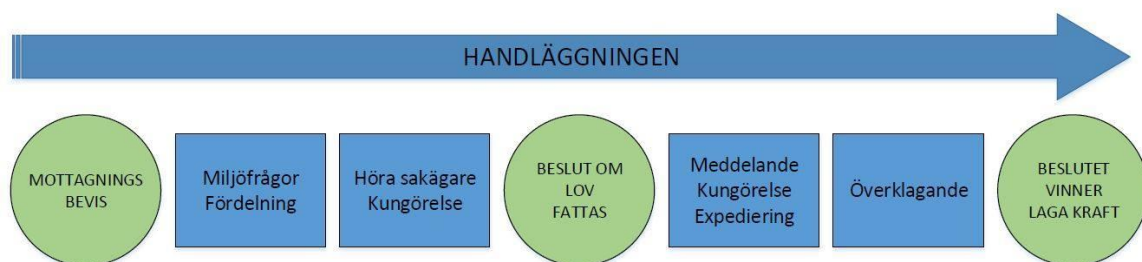 HANDLÄGGNINGEN
MOTTAGNINGS
BEVIS
Miljöfrågor
Fördelning
Höra sakägare
Kungörelse
BESLUT OM
LOV
FATTAS
Meddelande
Kungörelse
Expediering
Överklagande
BESLUTET
VINNER
LAGA KRAFT